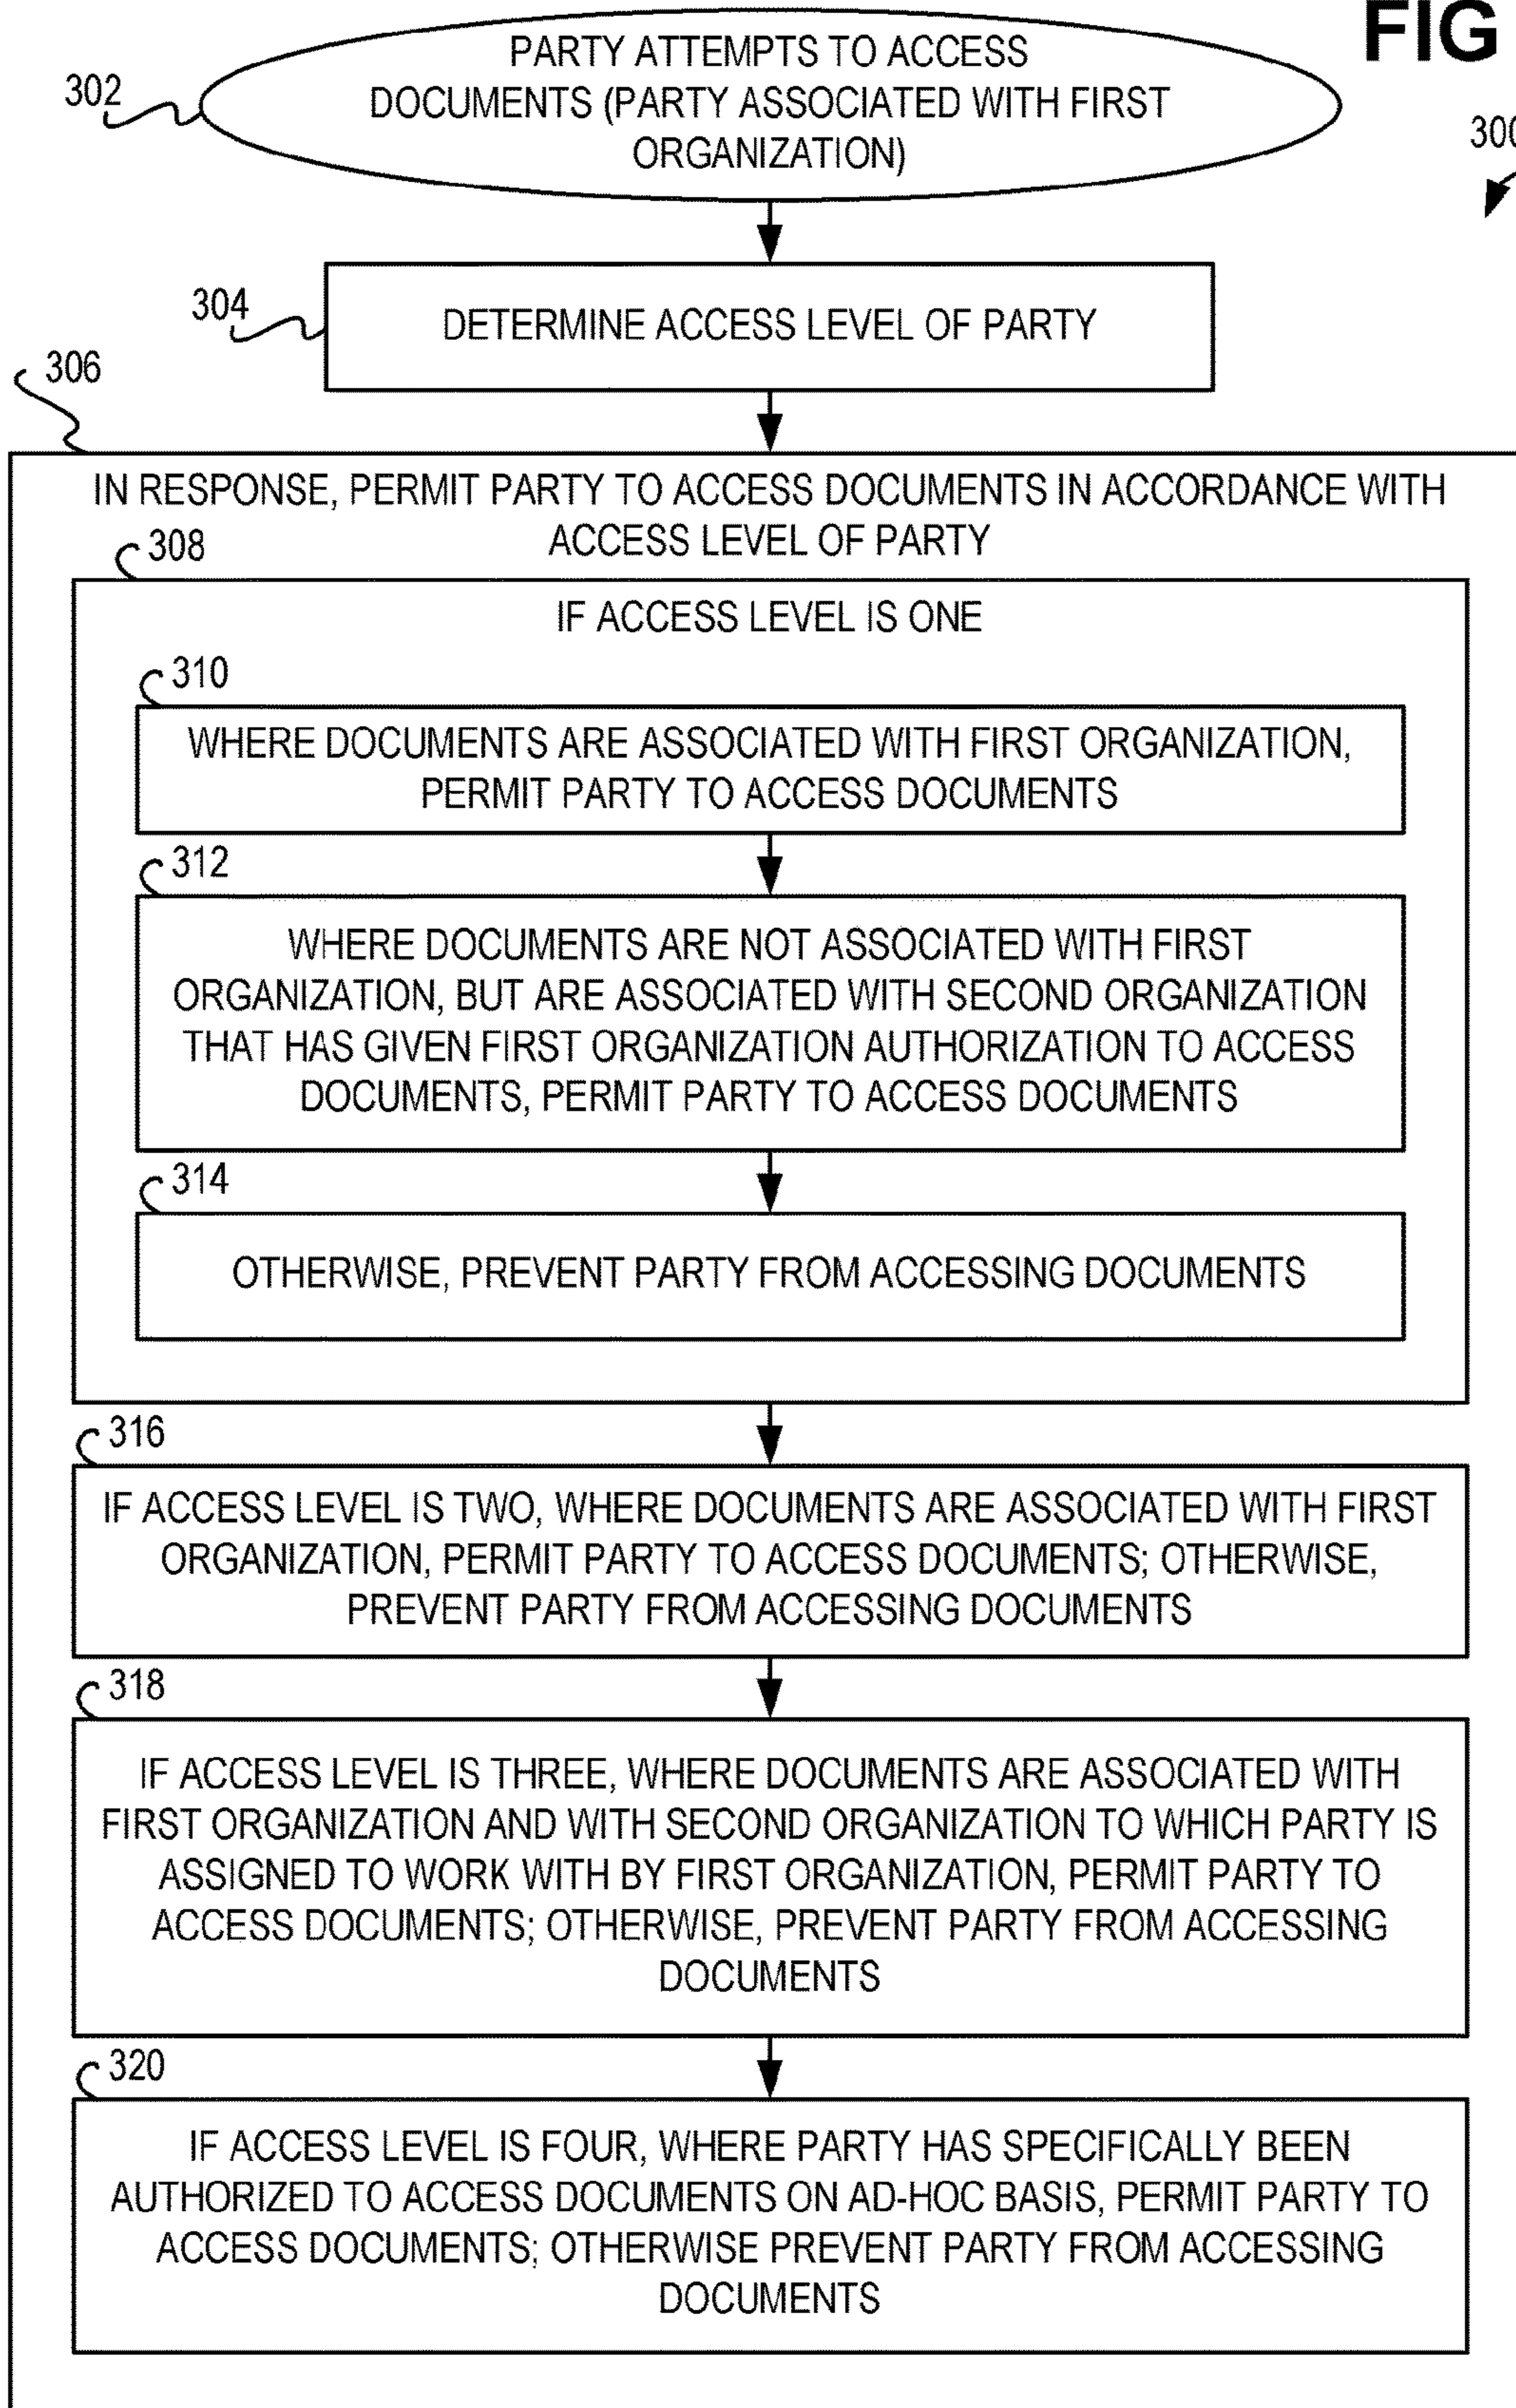 FIG
PARTY ATTEMPTS TO ACCESS
DOCUMENTS (PARTY ASSOCIATED WITH FIRST
ORGANIZATION)
302
300
304
DETERMINE ACCESS LEVEL OF PARTY
306
IN RESPONSE, PERMIT PARTY TO ACCESS DOCUMENTS IN ACCORDANCE WITH
ACCESS LEVEL OF PARTY
308
IF ACCESS LEVEL IS ONE
310
WHERE DOCUMENTS ARE ASSOCIATED WITH FIRST ORGANIZATION,
PERMIT PARTY TO ACCESS DOCUMENTS
312
WHERE DOCUMENTS ARE NOT ASSOCIATED WITH FIRST
ORGANIZATION, BUT ARE ASSOCIATED WITH SECOND ORGANIZATION
THAT HAS GIVEN FIRST ORGANIZATION AUTHORIZATION TO ACCESS
DOCUMENTS, PERMIT PARTY TO ACCESS DOCUMENTS
314
OTHERWISE, PREVENT PARTY FROM ACCESSING DOCUMENTS
316
IF ACCESS LEVEL IS TWO, WHERE DOCUMENTS ARE ASSOCIATED WITH FIRST
ORGANIZATION, PERMIT PARTY TO ACCESS DOCUMENTS; OTHERWISE,
PREVENT PARTY FROM ACCESSING DOCUMENTS
318
IF ACCESS LEVEL IS THREE, WHERE DOCUMENTS ARE ASSOCIATED WITH
FIRST ORGANIZATION AND WITH SECOND ORGANIZATION TO WHICH PARTY IS
ASSIGNED TO WORK WITH BY FIRST ORGANIZATION, PERMIT PARTY TO
ACCESS DOCUMENTS; OTHERWISE, PREVENT PARTY FROM ACCESSING
DOCUMENTS
320
IF ACCESS LEVEL IS FOUR, WHERE PARTY HAS SPECIFICALLY BEEN
AUTHORIZED TO ACCESS DOCUMENTS ON AD-HOC BASIS, PERMIT PARTY TO
ACCESS DOCUMENTS; OTHERWISE PREVENT PARTY FROM ACCESSING
DOCUMENTS